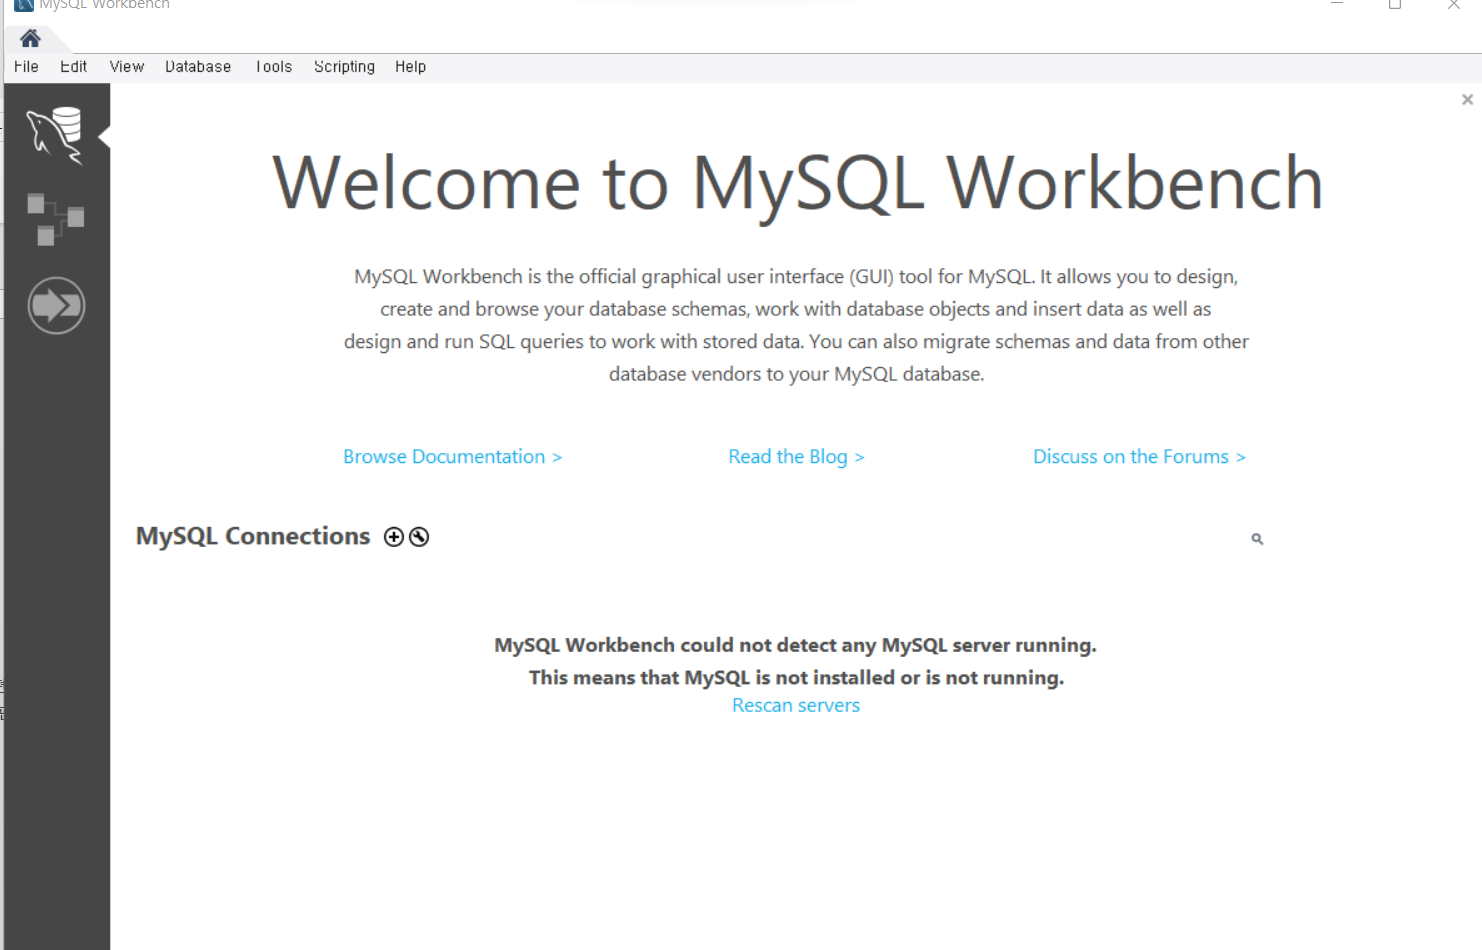 MySQL Workbench
File Edit View Database Tools Scripting Help
Welcome to MySQL Workbench
MySQL Workbench is the official graphical user interface (GUI) tool for MySQL. It allows you to design,
create and browse your database schemas, work with database objects and insert data as well as
design and run SQL queries to work with stored data. You can also migrate schemas and data from other
database vendors to your MySQL database.
Browse Documentation > Read the Blog > Discuss on the Forums >
MySQL Connections
MySQL Workbench could not detect any MySQL server running.
This means that MySQL is not installed or is not running.
Rescan servers